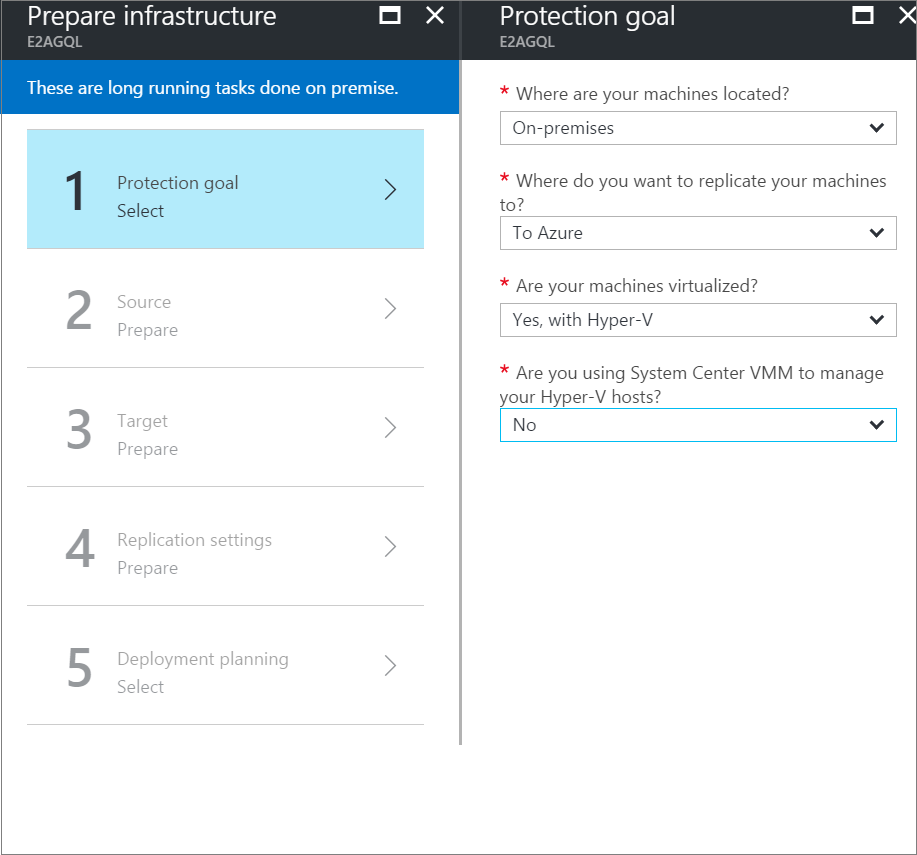 Prepare infrastructure
E2AGQL
These are long running tasks done on premise.
1
Protection goal
Select
2
Source
Prepare
3
Target
Prepare
4
Replication settings
Prepare
5
Deployment planning
Select
Protection goal
E2AGQL
* Where are your machines located?
On-premises
* Where do you want to replicate your machines
to?
To Azure
* Are your machines virtualized?
Yes, with Hyper-V
* Are you using System Center VMM to manage
your Hyper-V hosts?
No